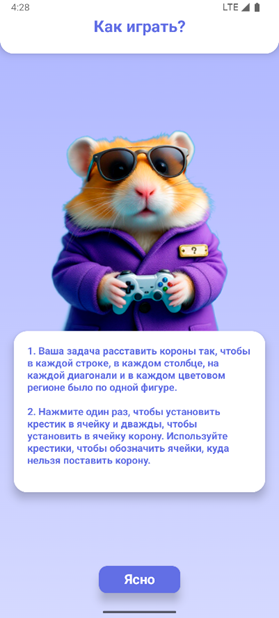 4:28
LTE
Как играть?
?
1. Ваша задача расставить короны так, чтобы
в каждой строке, в каждом столбце, на
каждой диагонали и в каждом цветовом
регионе было по одной фигуре.
2. Нажмите один раз, чтобы установить
крестик в ячейку и дважды, чтобы
установить в ячейку корону. Используйте
крестики, чтобы обозначить ячейки, куда
нельзя поставить корону.
Ясно